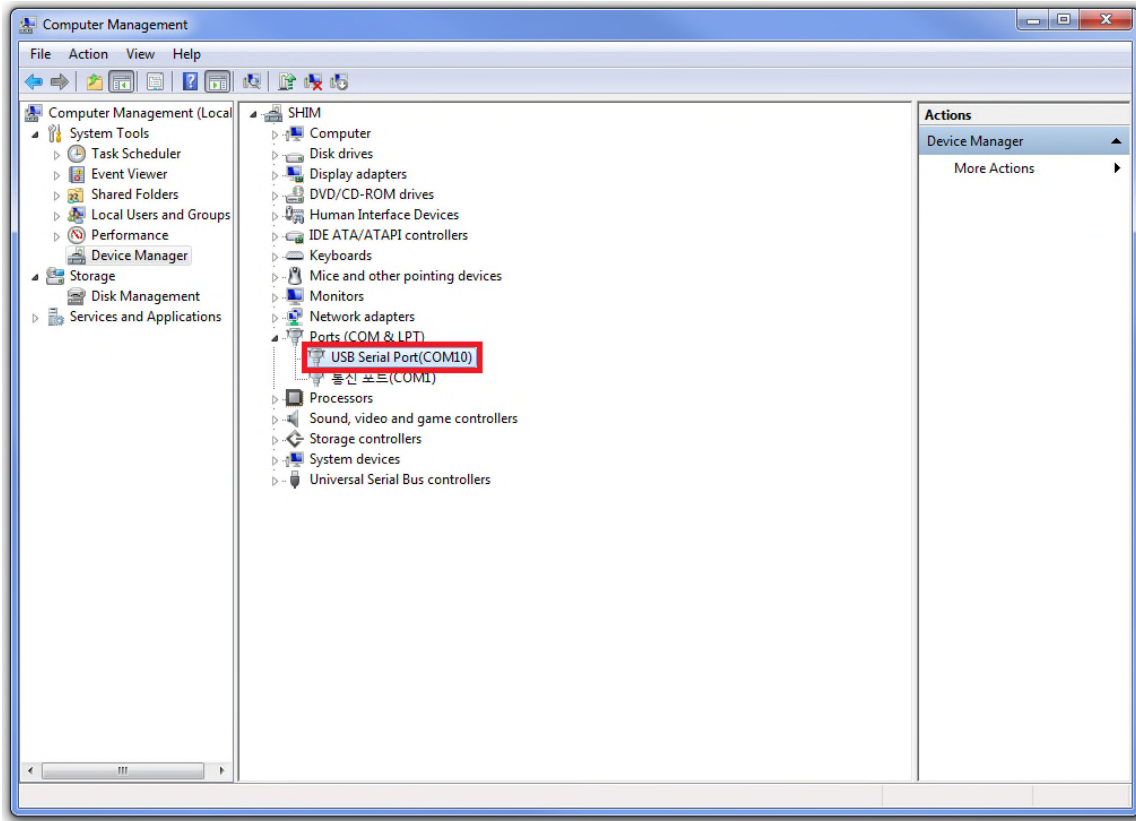 Computer Management
File Action View Help
Computer Management (Local
System Tools
Task Scheduler
Event Viewer
Shared Folders
Local Users and Groups
Performance
Device Manager
Storage
Disk Management
Services and Applications
SHIM
Computer
Disk drives
Display adapters
DVD/CD-ROM drives
Human Interface Devices
IDE ATA/ATAPI controllers
Keyboards
Mice and other pointing devices
Monitors
Network adapters
Ports (COM & LPT)
USB Serial Port(COM10)
통신 포트(COM1)
Processors
Sound, video and game controllers
Storage controllers
System devices
Universal Serial Bus controllers
Actions
Device Manager
More Actions